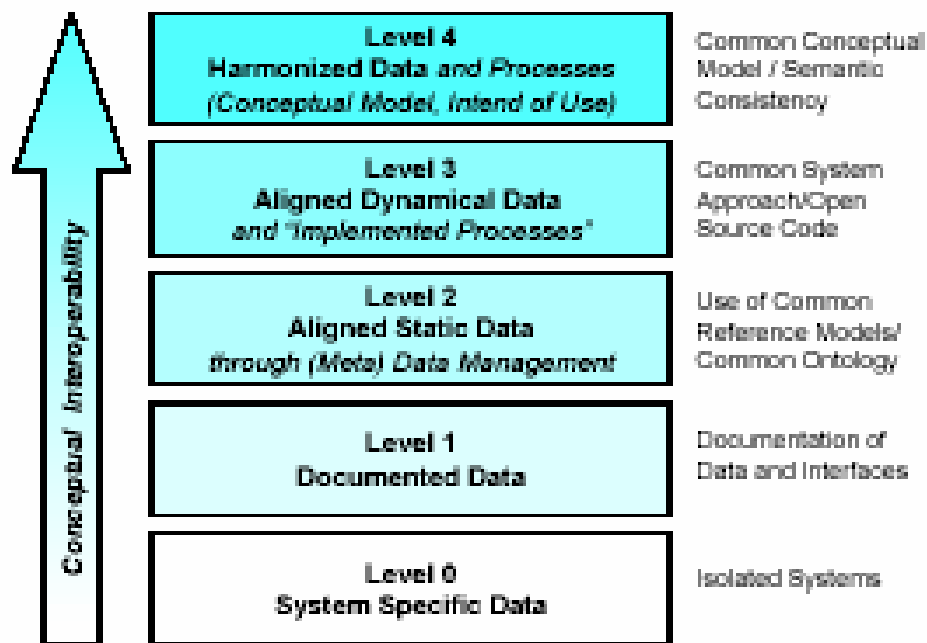 Level 4
Harmonized Data and Processes
(Conceptual Model, Intend of Use)
Common Conceptual
Model / Semantic
Consistency
Level 3
Aligned Dynamical Data
and "Implemented Processes"
Common System
Approach/Open
Source Code
Level 2
Aligned Static Data
through (Meta) Data Management
Use of Common
Reference Models/
Common Ontology
Level 1
Documented Data
Documentation of
Data and Interfaces
Level 0
System Specific Data
Isolated Systems
Conceptual Interoperability